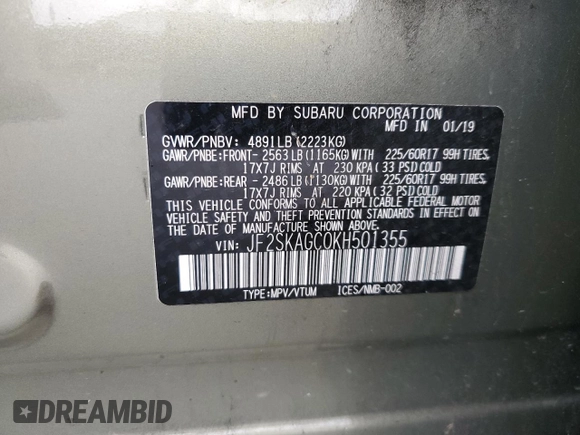 MFD BY SUBARU CORPORATION
MFD IN 01/19
GVWR/PNBV: 4891LB(2223KG)
GAWR/PNBE:FRONT- 2563LB(1165KG)WITH 225/60R17 99H TIRES,
17X7J RIMS AT 230 KPA(33 PSI)COLD
GAWR/PNBE:REAR - 2486LB(1130KG)WITH 225/60R17 99H TIRES,
17X7J RIMS AT 220 KPA(32 PSI)COLD
THIS VEHICLE CONFORMS TO ALL APPLICABLE FEDERAL MOTOR
VEHICLE SAFETY AND THEFT PREVENTION STANDARDS IN EFFECT ON
THE DATE OF MANUFACTURE SHOWN ABOVE.
VIN: JF2SKAGC0KH501355
TYPE:MPV/VTUM ICES/NMB-002
DREAMBID